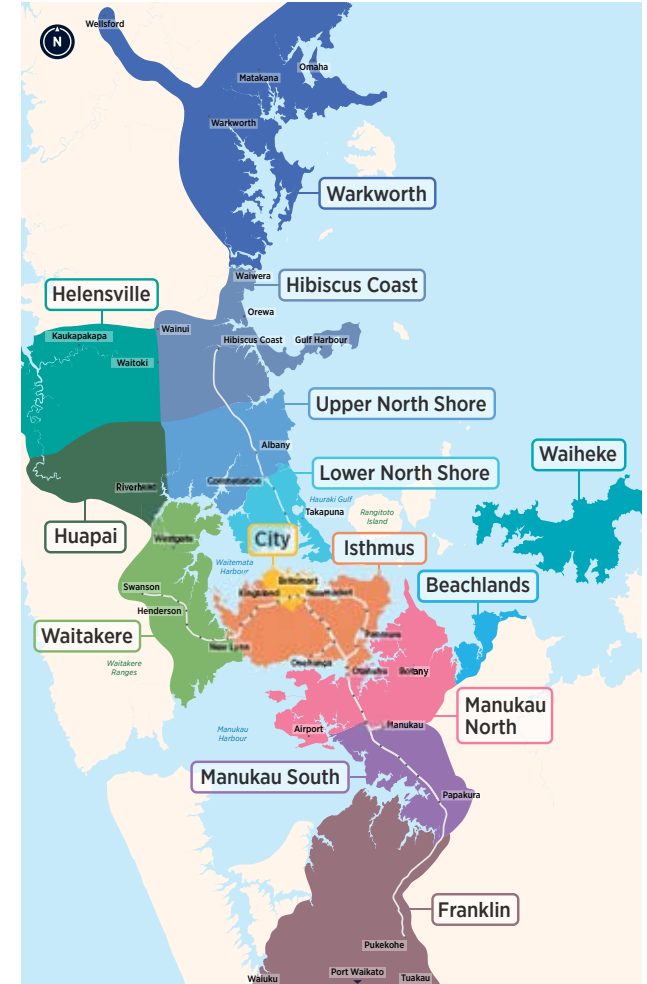 Wellsford
N
Omaha
Matakana
Warkworth
Warkworth
Waiwera
Hibiscus Coast
Helensville
Orewa
Wainui
Kaukapakapa
Hibiscus Coast
Gulf Harbour
Waitoki
Upper North Shore
Albany
Waiheke
Lower North Shore
Constellation
Riverhead
Hauraki Gulf
Takapuna
Rangitoto
Island
Huapai
Westgate
City
Isthmus
Waitemata
Harbour
Britomart
Beachlands
Swanson
Kingsland
Newmarket
Henderson
Waitakere
Panmure
New Lynn
Waitakere
Ranges
Onehunga
Otahuhu
Botany
Manukau
North
Manukau
Airport
Manukau
Harbour
Manukau South
Papakura
Franklin
Pukekohe
Port Waikato
Waiuku
Tuakau